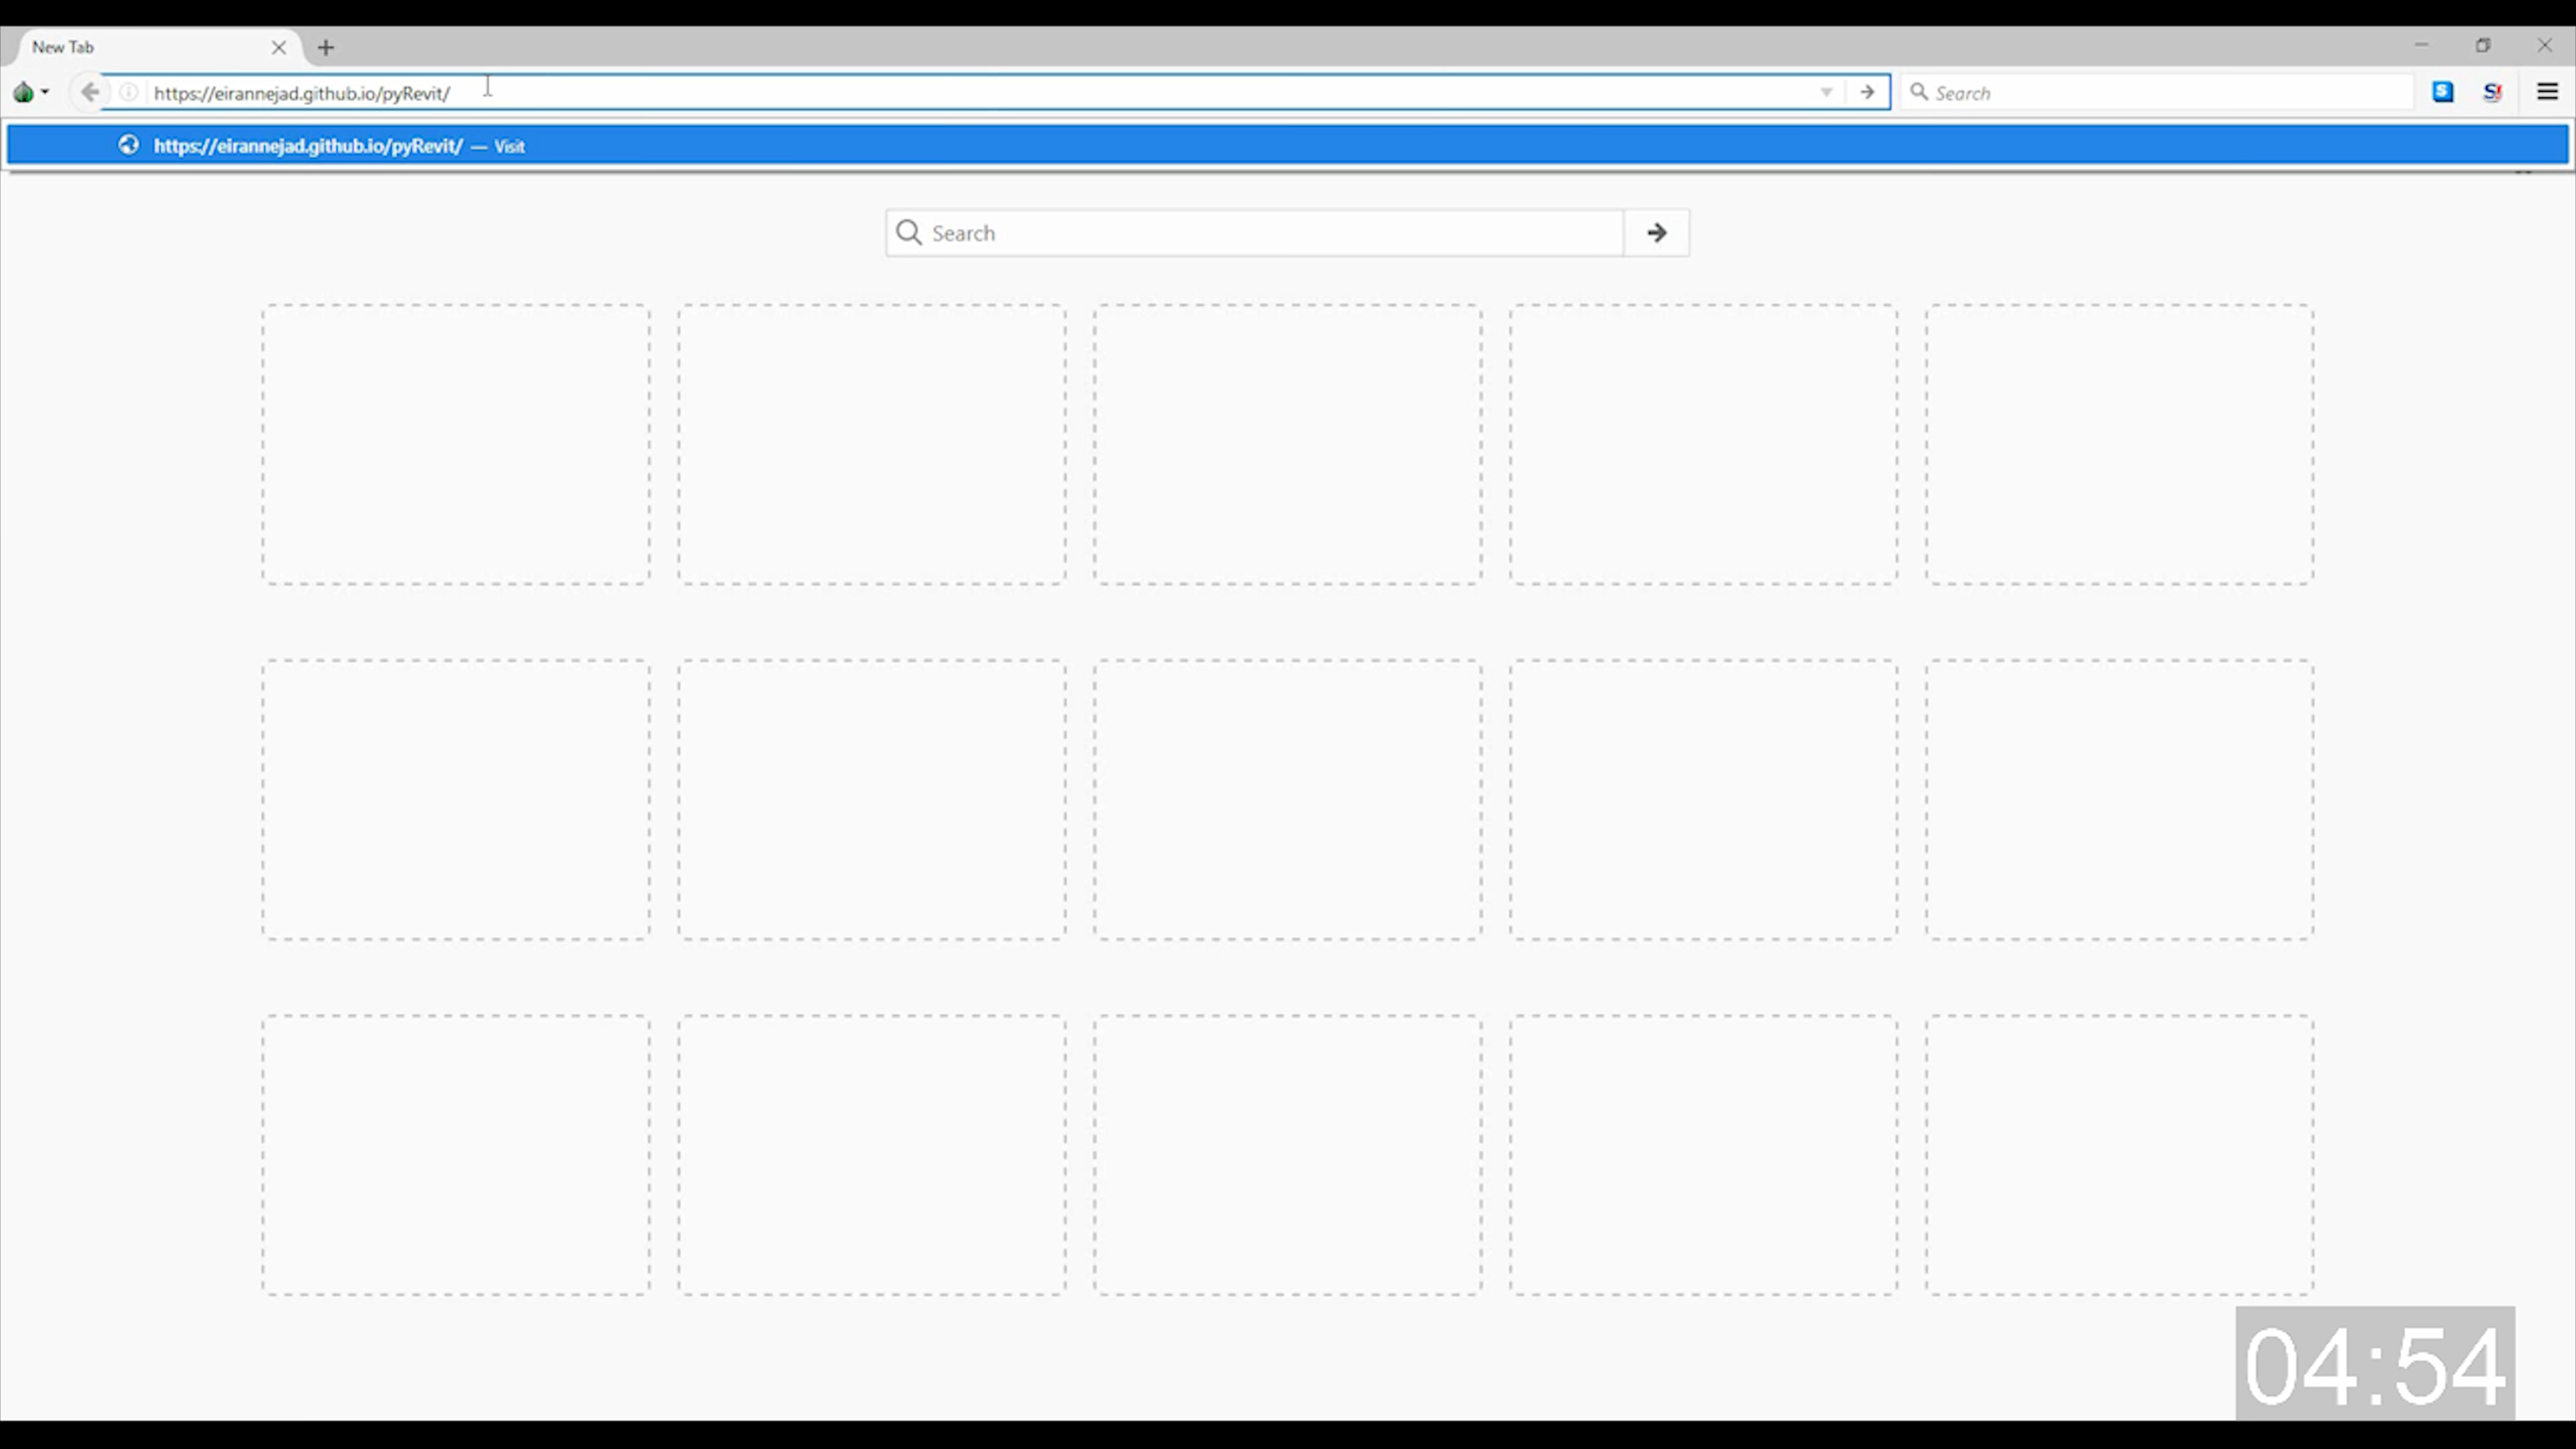 New Tab
https://eirannejad.github.io/pyRevit/
Search
S
S!
https://eirannejad.github.io/pyRevit/ — Visit
Search
04:54